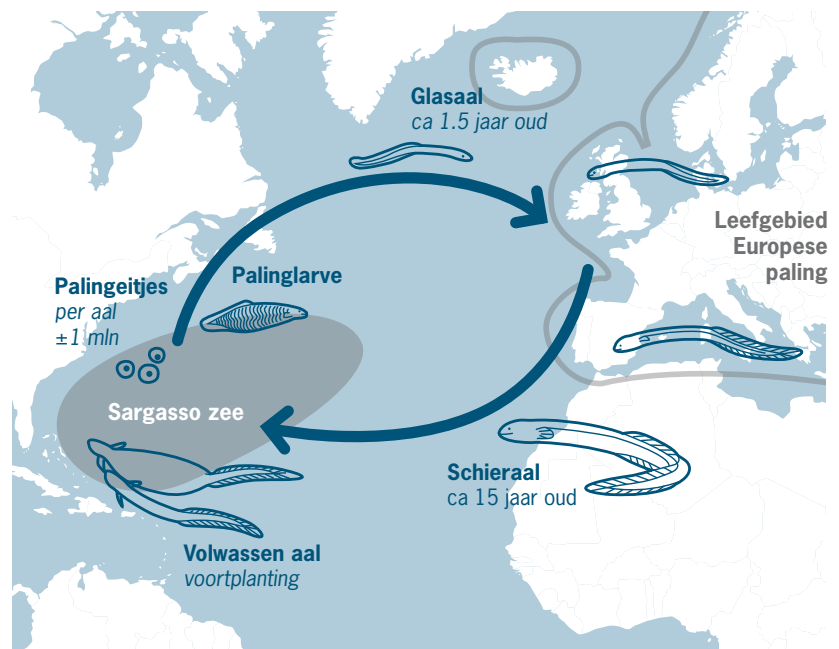 Glasaal
ca 1.5 jaar oud
Leefgebied
Europese
paling
Palingeitjes
per aal
±1 mln
Palinglarve
Sargasso zee
Schieraal
ca 15 jaar oud
Volwassen aal
voortplanting